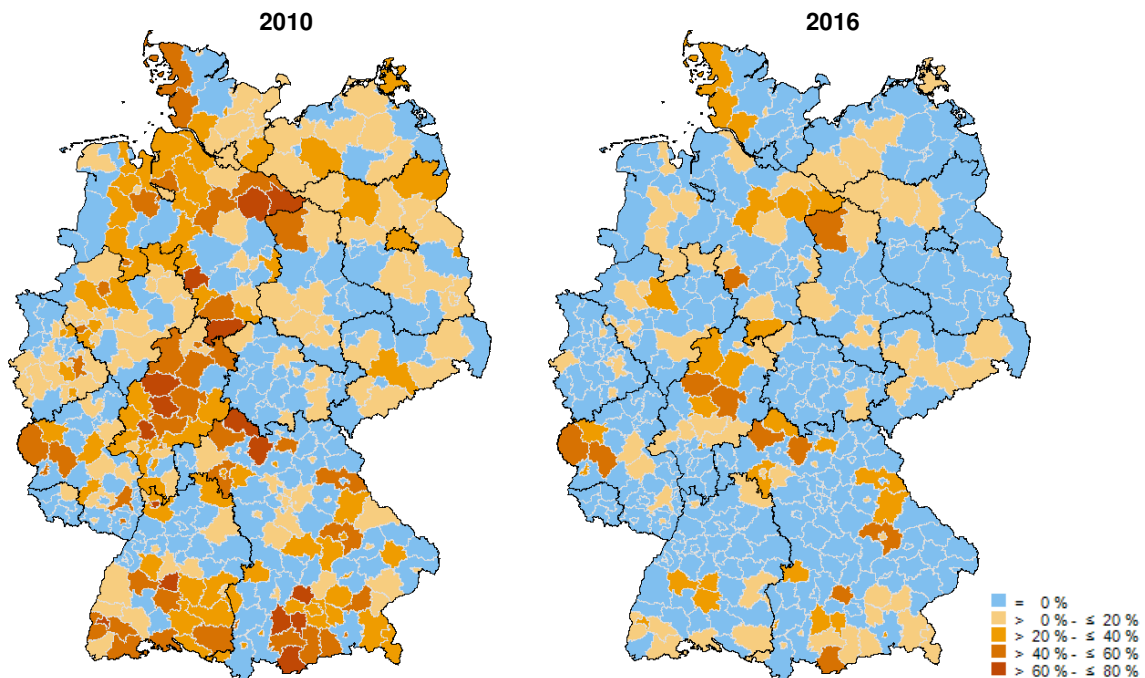 2010
2016
= 0 %
> 0 % - ≤ 20 %
> 20 % - ≤ 40 %
> 40 % - ≤ 60 %
> 60 % - ≤ 80 %